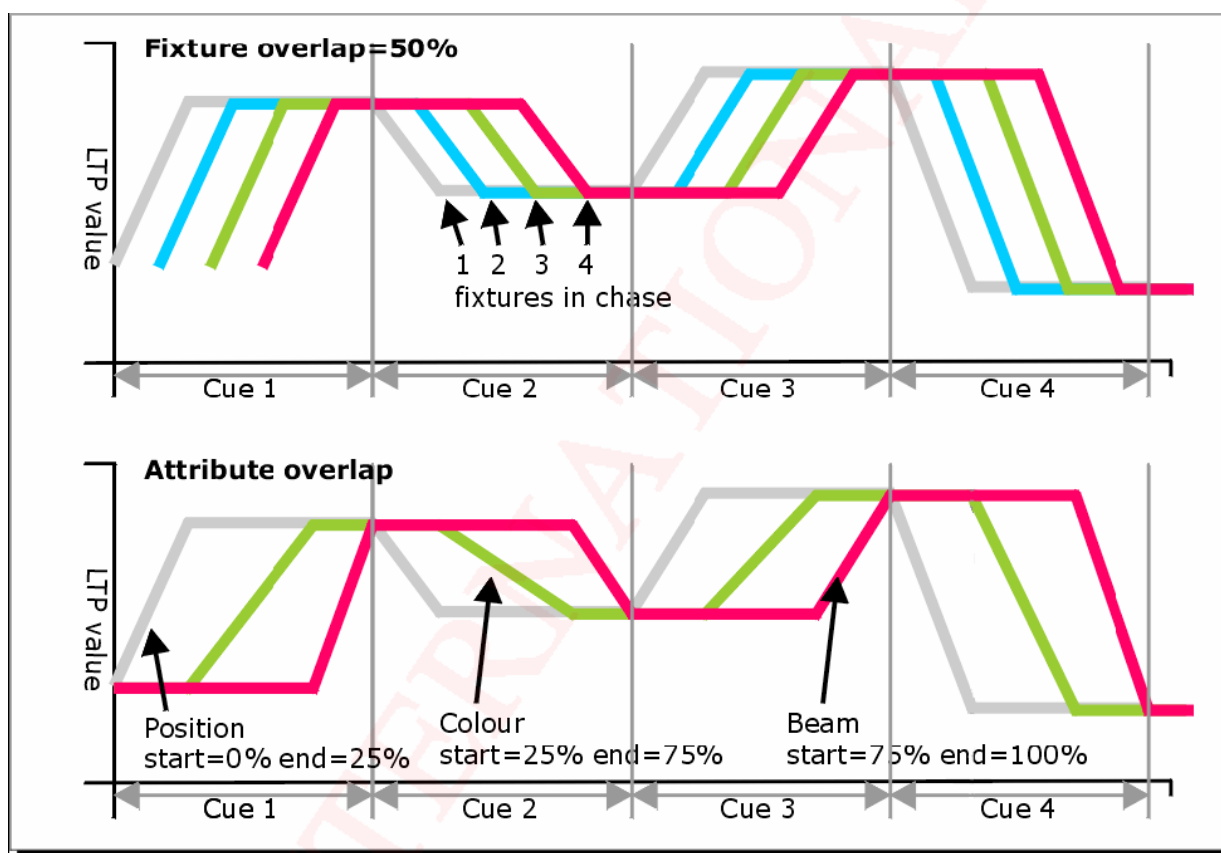 Fixture overlap=50%
LTP value
1 2 3 4
fixtures in chase
Cue 1 Cue 2 Cue 3 Cue 4
Attribute overlap
LTP value
Position Colour Beam
start=0% end=25% start=25% end=75% start=75% end=100%
Cue 1 Cue 2 Cue 3 Cue 4
TERNATIONA